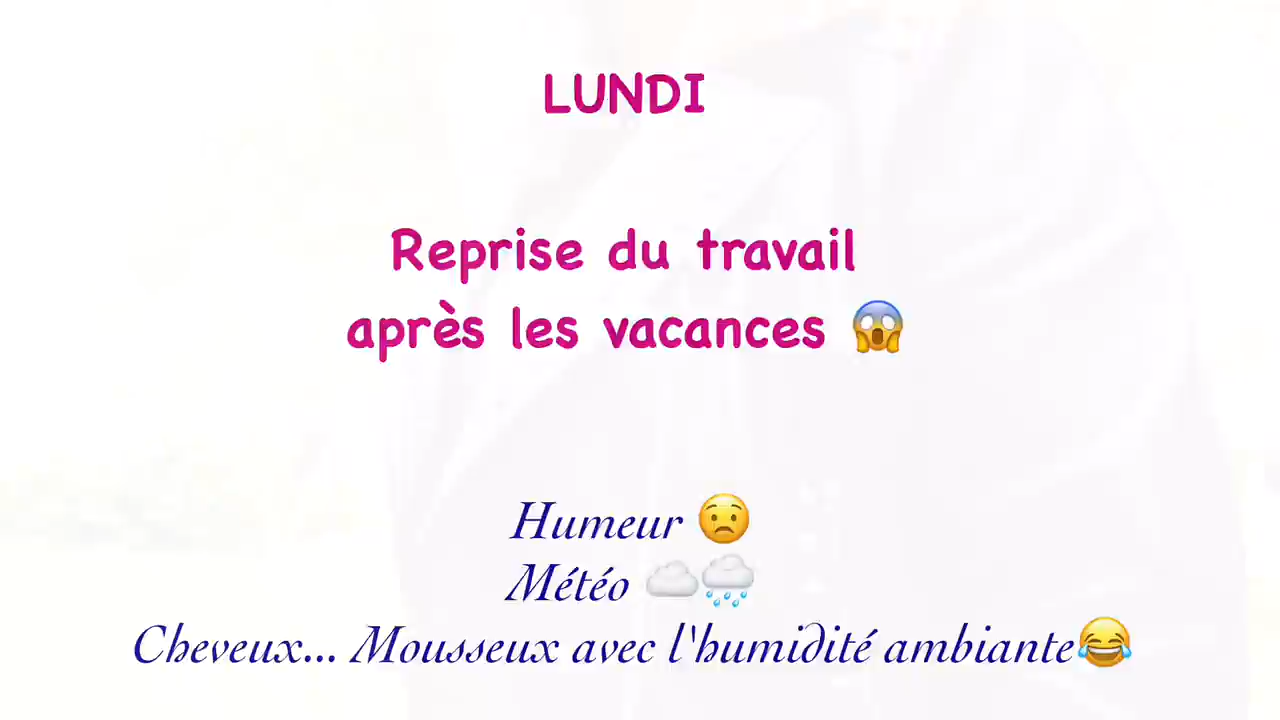 LUNDI
Reprise du travail
après les vacances 😱
Humeur 😟
Météo ☁️🌧️
Cheveux... Mousseux avec l'humidité ambiante😂